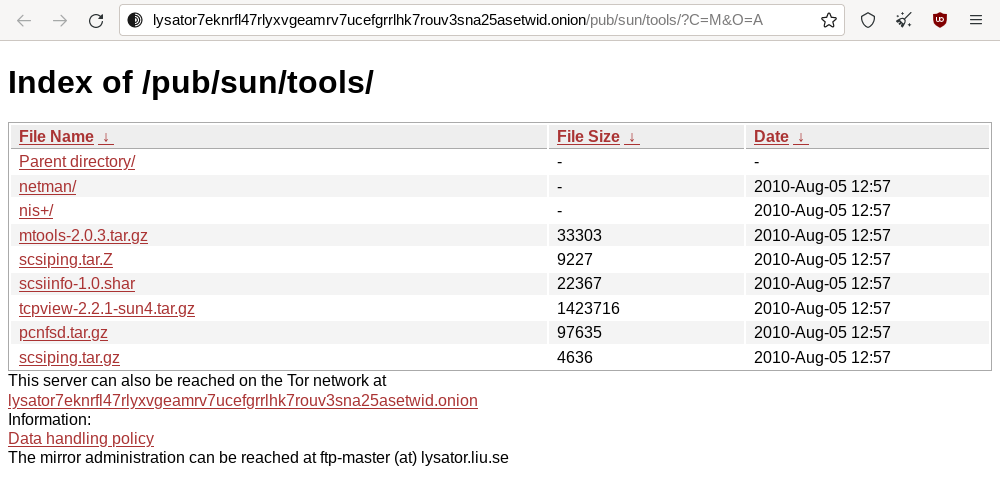 lysator7eknrfl47rlyxvgeamrv7ucefgrrlhk7rouv3sna25asetwid.onion/pub/sun/tools/?C=M&O=A
Index of /pub/sun/tools/
File Name ↓ File Size ↓ Date ↓
Parent directory/ - -
netman/ - 2010-Aug-05 12:57
nis+/ - 2010-Aug-05 12:57
mtools-2.0.3.tar.gz 33303 2010-Aug-05 12:57
scsiping.tar.Z 9227 2010-Aug-05 12:57
scsiinfo-1.0.shar 22367 2010-Aug-05 12:57
tcpview-2.2.1-sun4.tar.gz 1423716 2010-Aug-05 12:57
pcnfsd.tar.gz 97635 2010-Aug-05 12:57
scsiping.tar.gz 4636 2010-Aug-05 12:57
This server can also be reached on the Tor network at
lysator7eknrfl47rlyxvgeamrv7ucefgrrlhk7rouv3sna25asetwid.onion
Information:
Data handling policy
The mirror administration can be reached at ftp-master (at) lysator.liu.se